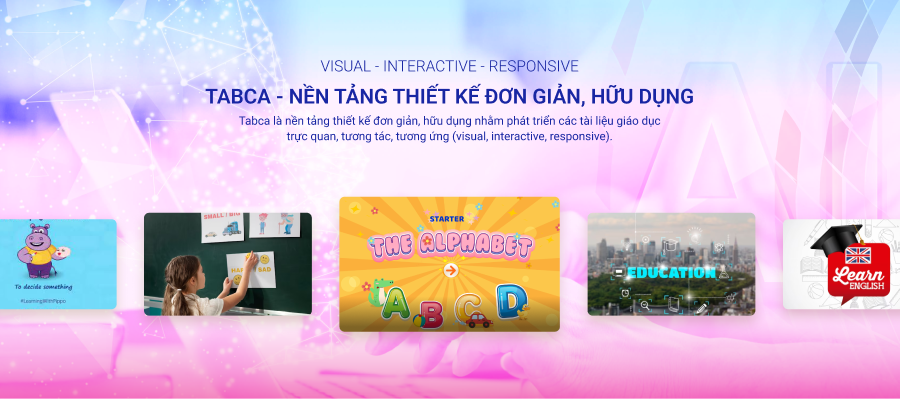 VISUAL - INTERACTIVE - RESPONSIVE
TABCA - NỀN TẢNG THIẾT KẾ ĐƠN GIẢN, HỮU DỤNG
Tabca là nền tảng thiết kế đơn giản, hữu dụng nhằm phát triển các tài liệu giáo dục
trực quan, tương tác, tương ứng (visual, interactive, responsive).
To decide something
SMALL / BIG
HAPPY / SAD
STARTER
THE ALPHABET
A B C D
EDUCATION
Learn
ENGLISH